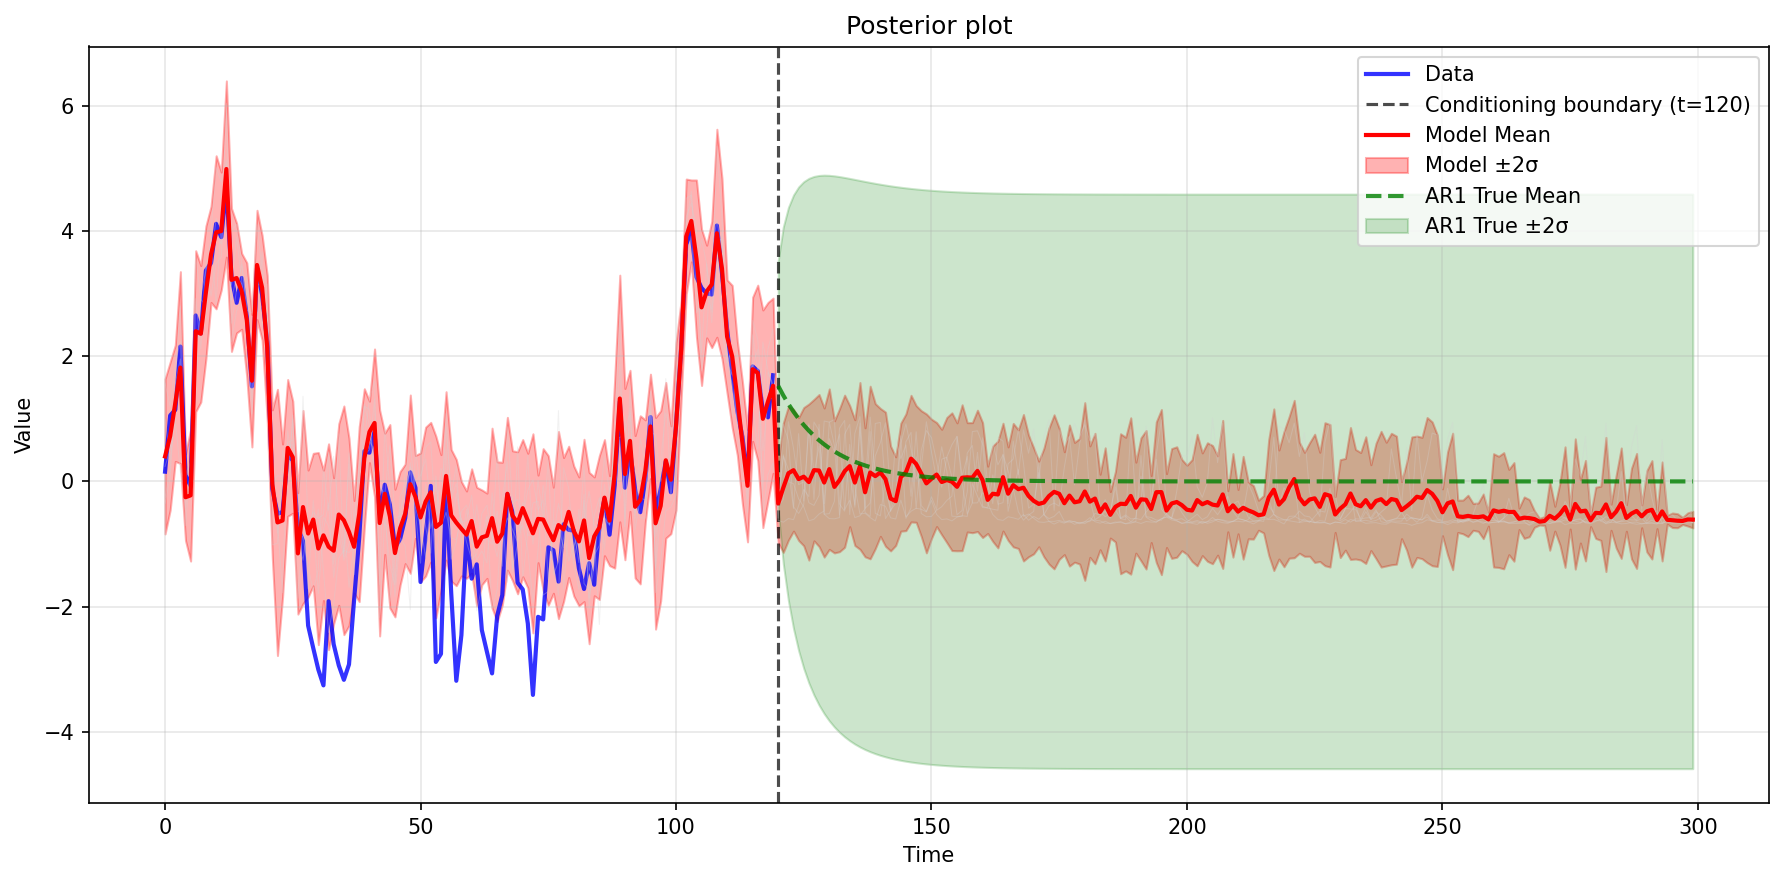 Posterior plot
Data
Conditioning boundary (t=120)
Model Mean
Model ±2σ
AR1 True Mean
AR1 True ±2σ
Value
6
4
2
0
−2
−4
0
50
100
150
200
250
300
Time